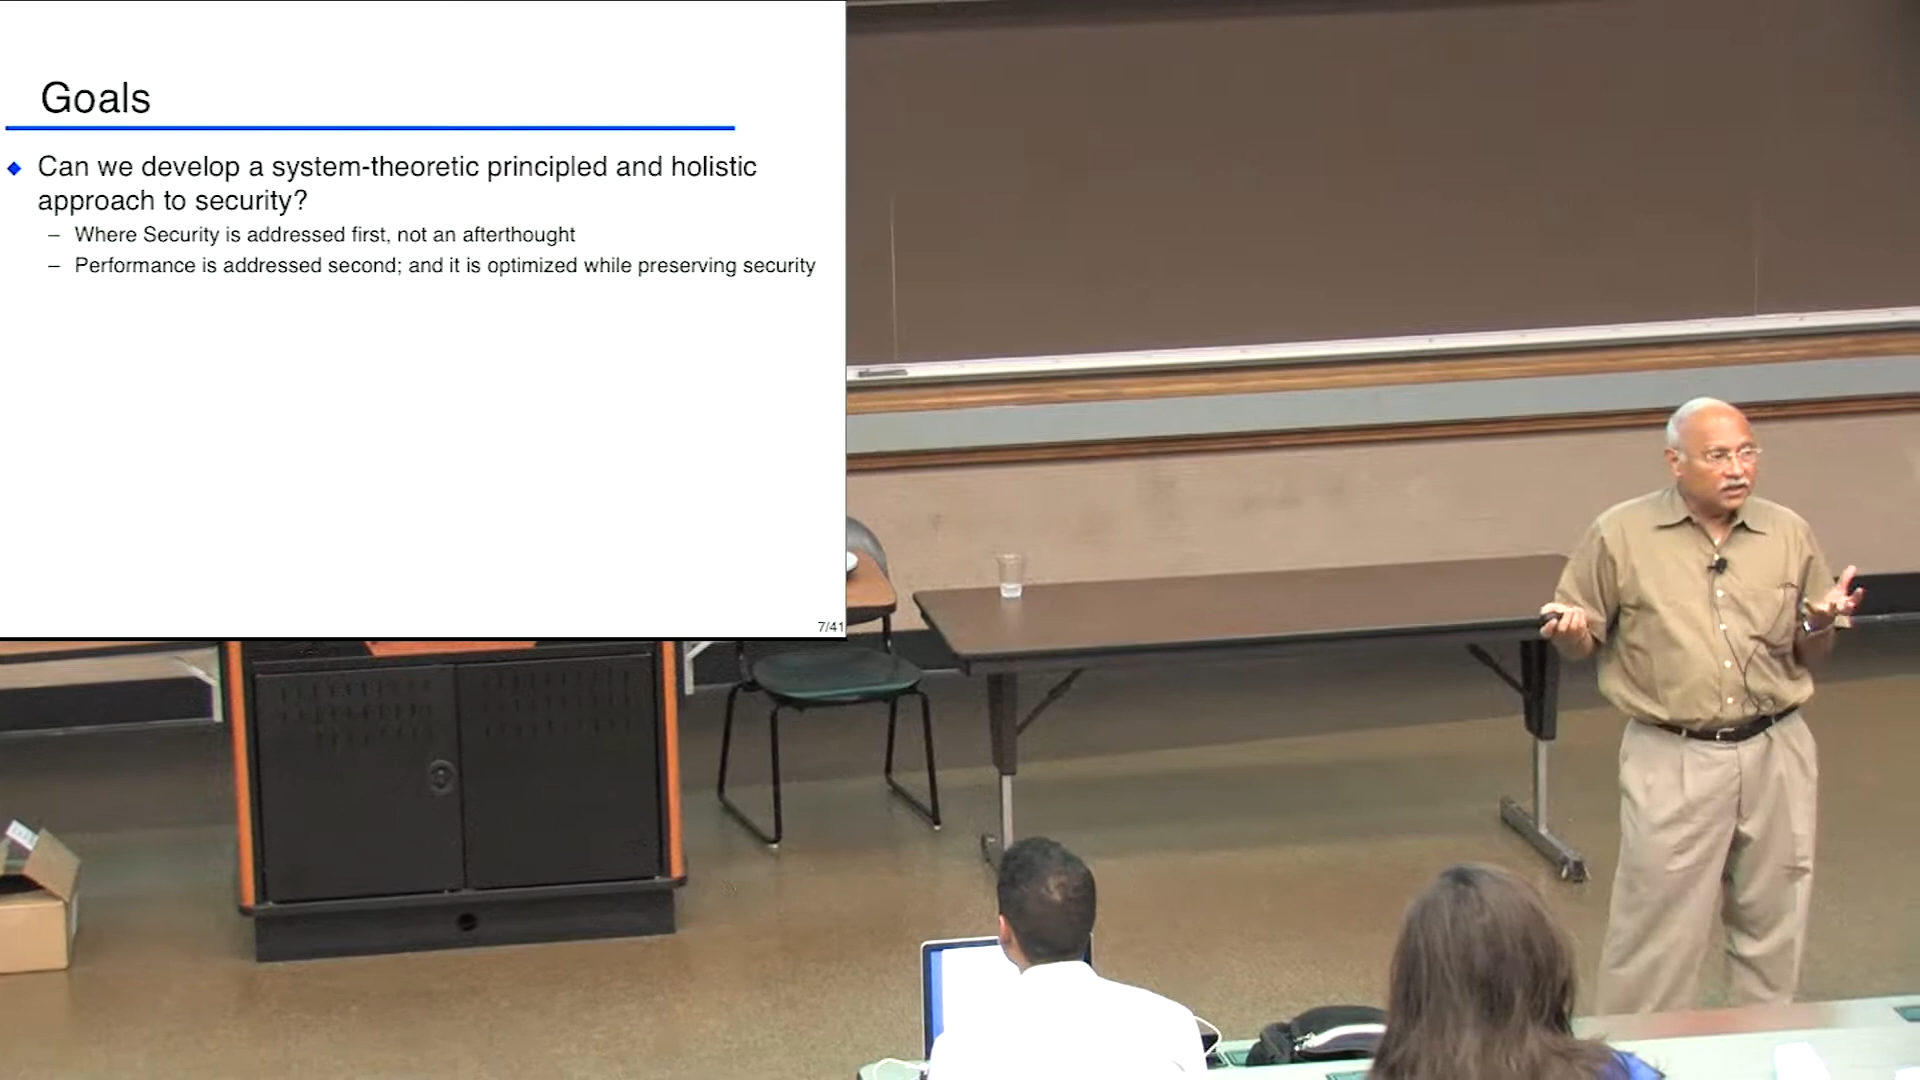 Goals
Can we develop a system-theoretic principled and holistic
approach to security?
– Where Security is addressed first, not an afterthought
– Performance is addressed second; and it is optimized while preserving security
7/41